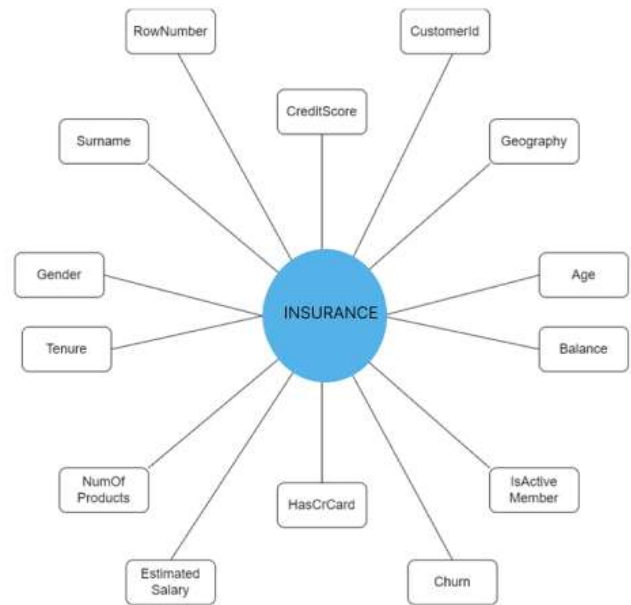 RowNumber
CustomerId
CreditScore
Surname
Geography
Gender
Age
INSURANCE
Tenure
Balance
NumOf
Products
IsActive
Member
HasCrCard
Estimated
Salary
Churn